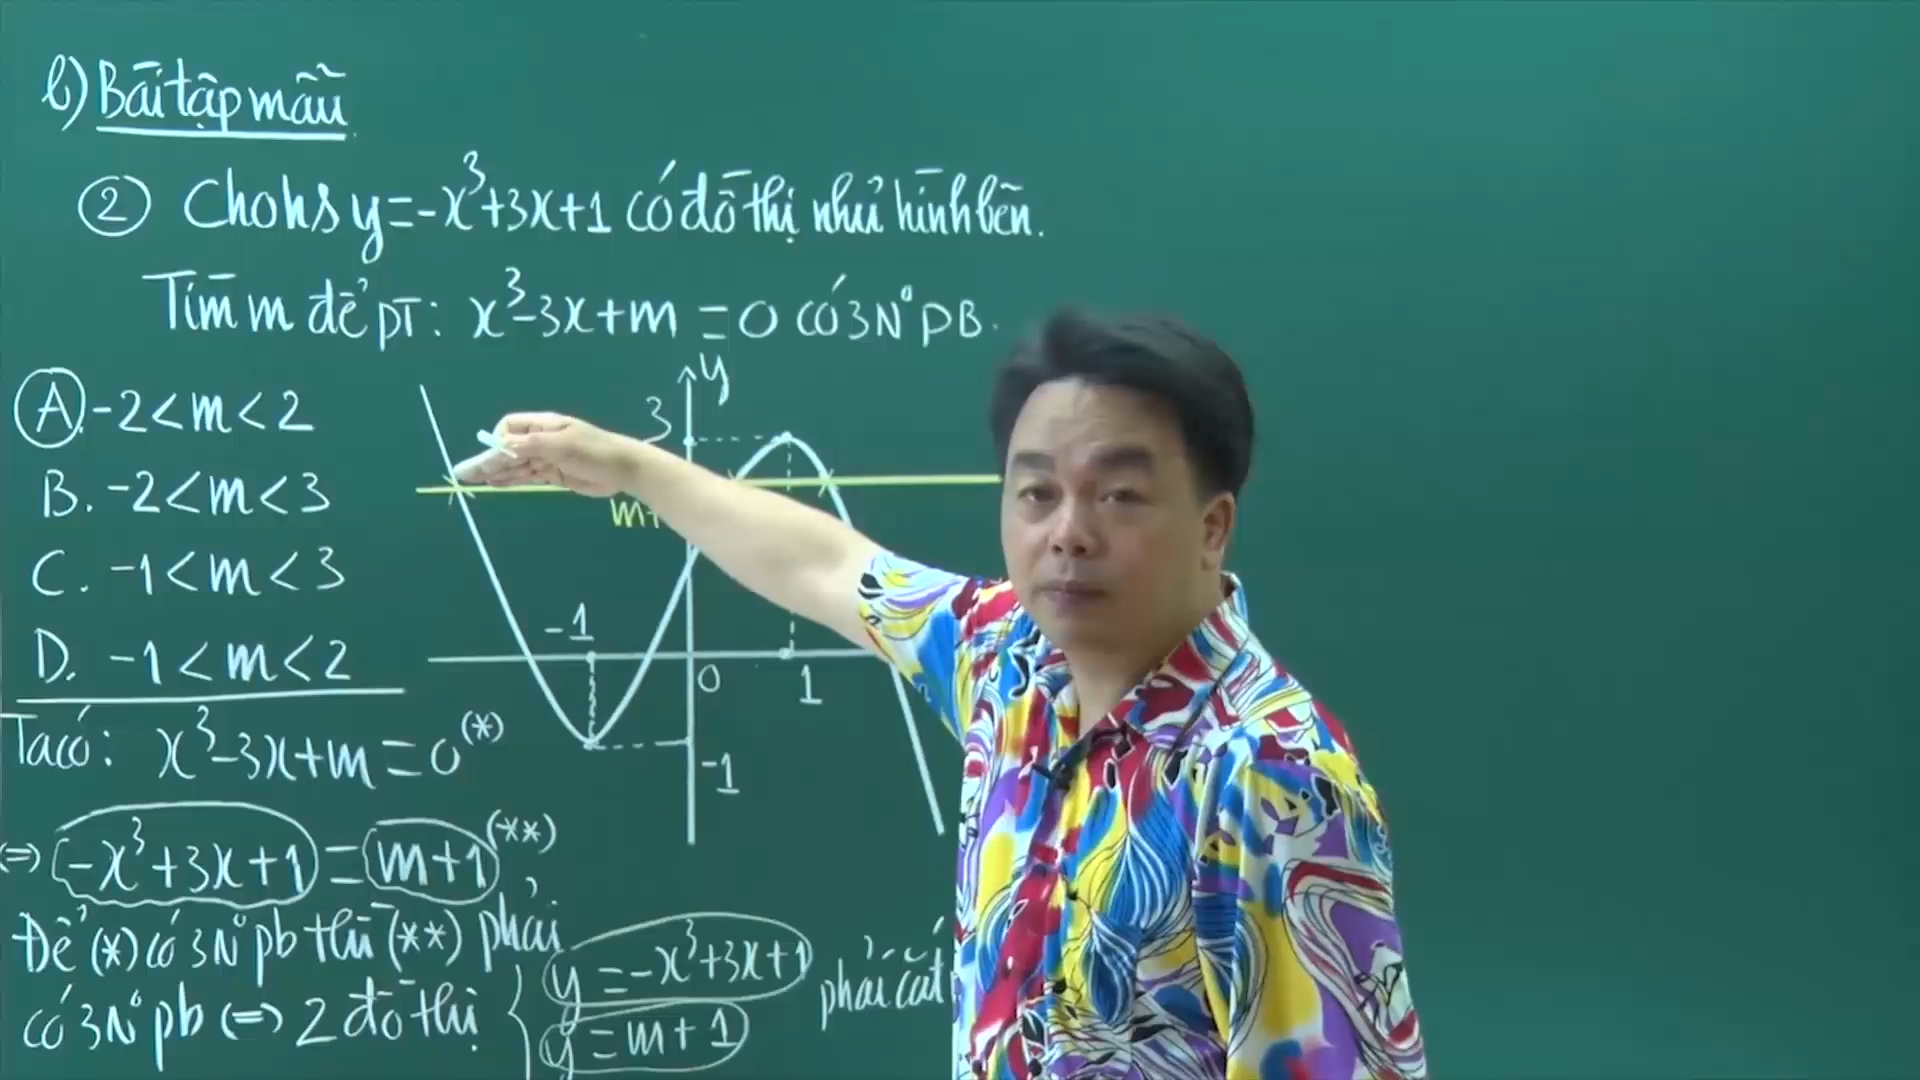 b) Bài tập mẫu
② Cho hs y=-x³+3x+1 có đồ thị như hình bên.
Tìm m để pT: x³-3x+m=0 có 3 N⁰ PB.
A. -2<m<2
B. -2<m<3
C. -1<m<3
D. -1<m<2
y
3
m+
-1
0
1
-1
Ta có: x³-3x+m=0 (*)
(=) -x³+3x+1=m+1 (**)
Để (*) có 3 N⁰ pb thì (**) phải
có 3 N⁰ pb (=) 2 đồ thị { y=-x³+3x+1
y=m+1
phải cắt